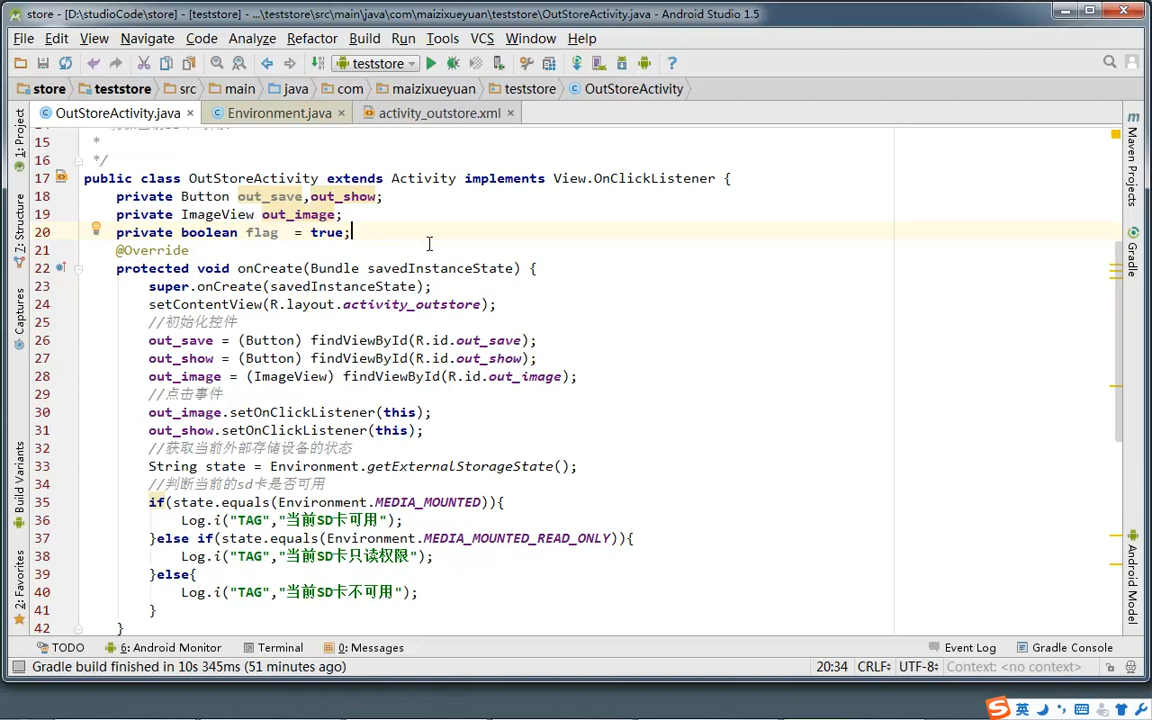 store - [D:\studioCode\store] - [teststore] - ...\teststore\src\main\java\com\maizixueyuan\teststore\OutStoreActivity.java - Android Studio 1.5
File Edit View Navigate Code Analyze Refactor Build Run Tools VCS Window Help
teststore
store teststore src main java com maizixueyuan teststore OutStoreActivity
OutStoreActivity.java Environment.java activity_outstore.xml
15 *
16 */
17 public class OutStoreActivity extends Activity implements View.OnClickListener {
18 private Button out_save,out_show;
19 private ImageView out_image;
20 private boolean flag = true;
21 @Override
22 protected void onCreate(Bundle savedInstanceState) {
23 super.onCreate(savedInstanceState);
24 setContentView(R.layout.activity_outstore);
25 //初始化控件
26 out_save = (Button) findViewById(R.id.out_save);
27 out_show = (Button) findViewById(R.id.out_show);
28 out_image = (ImageView) findViewById(R.id.out_image);
29 //点击事件
30 out_image.setOnClickListener(this);
31 out_show.setOnClickListener(this);
32 //获取当前外部存储设备的状态
33 String state = Environment.getExternalStorageState();
34 //判断当前的sd卡是否可用
35 if(state.equals(Environment.MEDIA_MOUNTED)){
36 Log.i("TAG","当前SD卡可用");
37 }else if(state.equals(Environment.MEDIA_MOUNTED_READ_ONLY)){
38 Log.i("TAG","当前SD卡只读权限");
39 }else{
40 Log.i("TAG","当前SD卡不可用");
41 }
42 }
1: Project
7: Structure
Captures
Build Variants
2: Favorites
Maven Projects
Gradle
Android Model
TODO 6: Android Monitor Terminal 0: Messages Event Log Gradle Console
Gradle build finished in 10s 345ms (51 minutes ago) 20:34 CRLF UTF-8 Context: <no context>
英